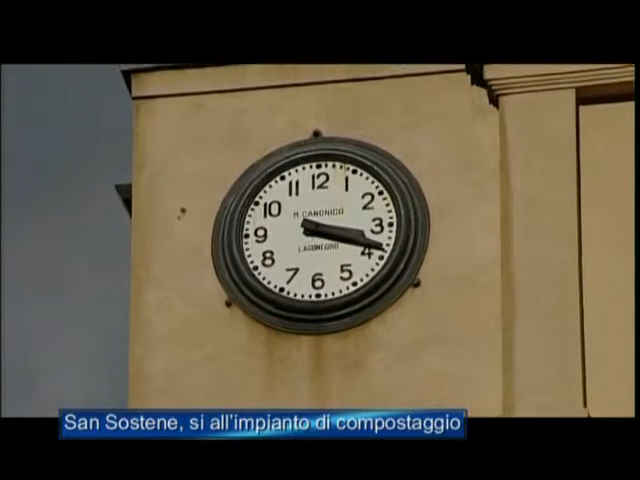 12
11 1
10 2
M. CANONICO
9 3
LAGONEGRO
8 4
7 5
6
San Sostene, si all'impianto di compostaggio